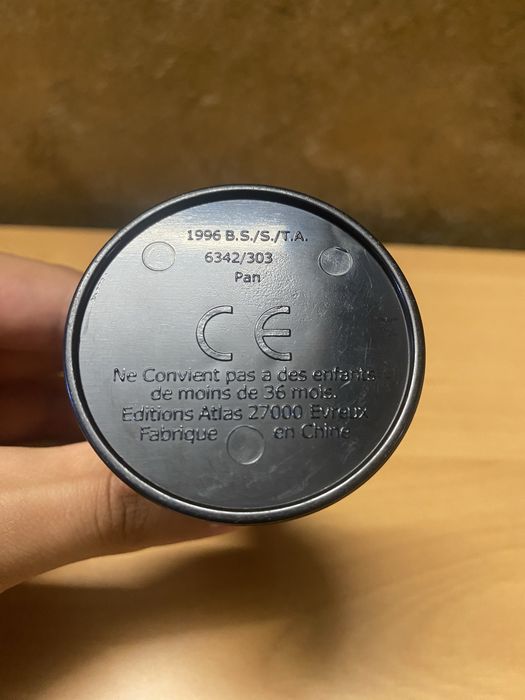 1996 B.S./S./T.A.
6342/303
Pan
CE
Ne Convient pas a des enfants
de moins de 36 mois.
Editions Atlas 27000 Evreux
Fabrique en Chine